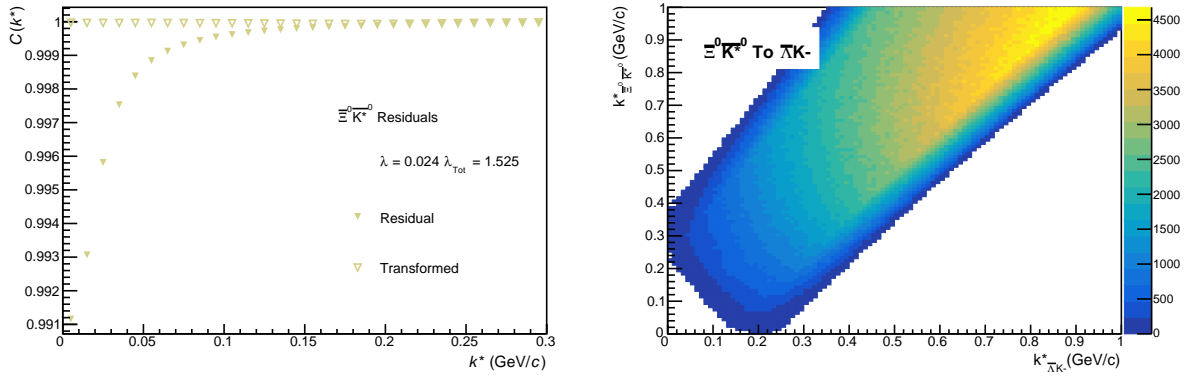 C(k*)
1
0.999
0.998
0.997
0.996
0.995
0.994
0.993
0.992
0.991
0 0.05 0.1 0.15 0.2 0.25 0.3
k* (GeV/c)
Ξ̅⁰K̅*̅⁰ Residuals
λ = 0.024 λ_Tot = 1.525
Residual
Transformed
k*_Ξ̅⁰K̅*̅⁰ (GeV/c)
1
0.9
0.8
0.7
0.6
0.5
0.4
0.3
0.2
0.1
0
0 0.1 0.2 0.3 0.4 0.5 0.6 0.7 0.8 0.9 1
k*_Λ̅K- (GeV/c)
Ξ̅⁰K̅*̅⁰ To Λ̅K-
4500
4000
3500
3000
2500
2000
1500
1000
500
0